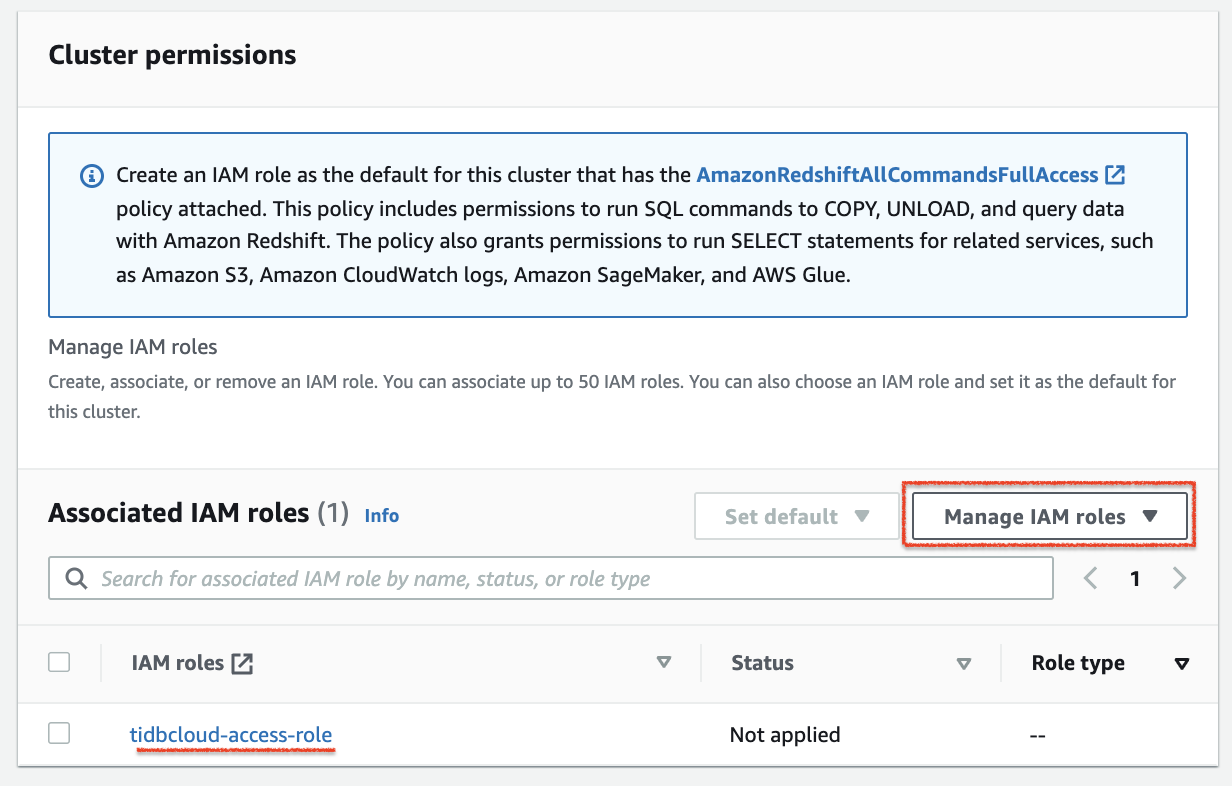 Cluster permissions
Create an IAM role as the default for this cluster that has the AmazonRedshiftAllCommandsFullAccess
policy attached. This policy includes permissions to run SQL commands to COPY, UNLOAD, and query data
with Amazon Redshift. The policy also grants permissions to run SELECT statements for related services, such
as Amazon S3, Amazon CloudWatch logs, Amazon SageMaker, and AWS Glue.
Manage IAM roles
Create, associate, or remove an IAM role. You can associate up to 50 IAM roles. You can also choose an IAM role and set it as the default for
this cluster.
Associated IAM roles (1) Info
Set default
Manage IAM roles
Search for associated IAM role by name, status, or role type
1
IAM roles Status Role type
tidbcloud-access-role Not applied --